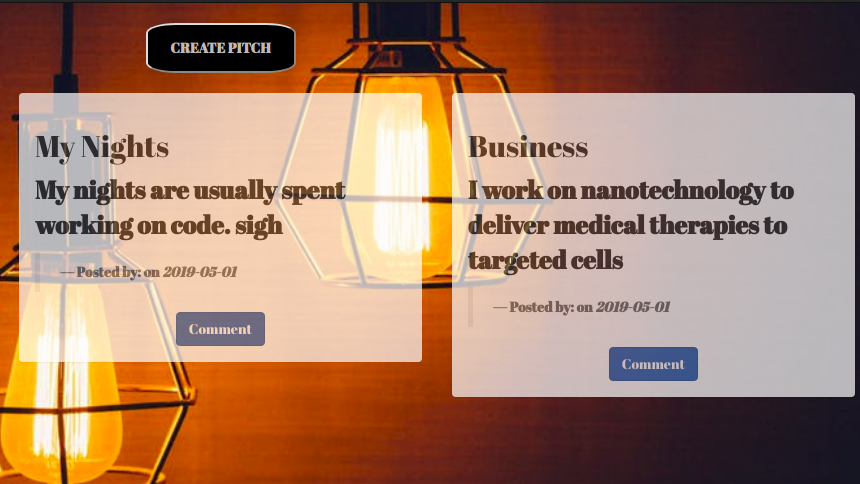 CREATE PITCH
My Nights
My nights are usually spent
working on code. sigh
— Posted by: on 2019-05-01
Comment
Business
I work on nanotechnology to
deliver medical therapies to
targeted cells
— Posted by: on 2019-05-01
Comment